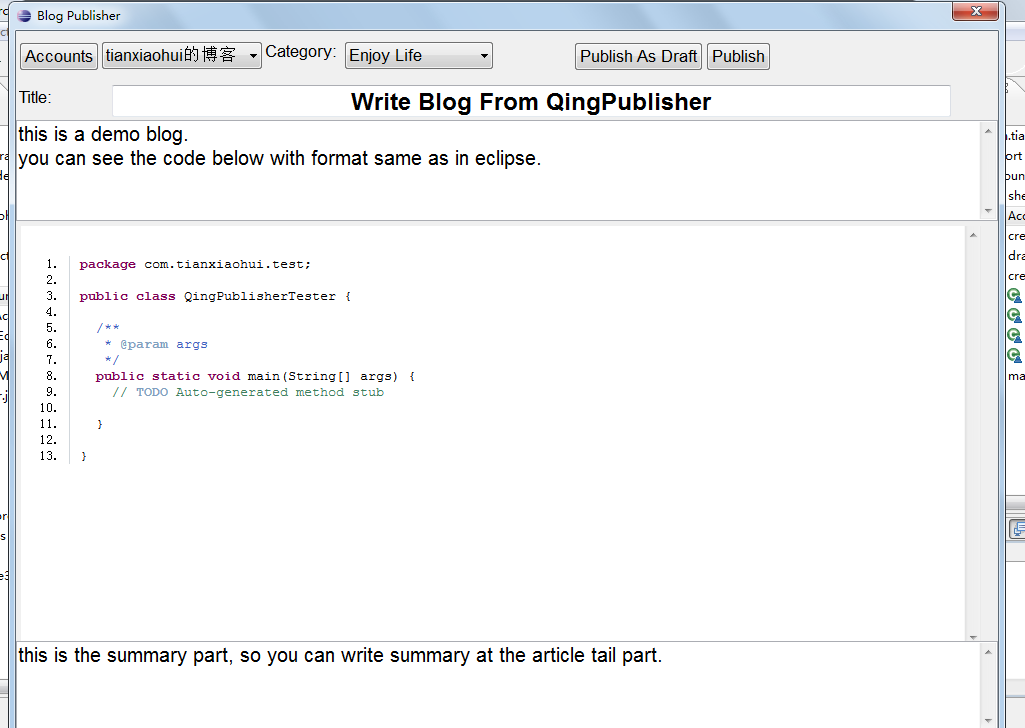 Blog Publisher
Accounts tianxiaohui的博客 Category: Enjoy Life Publish As Draft Publish
Title: Write Blog From QingPublisher
this is a demo blog.
you can see the code below with format same as in eclipse.
1. package com.tianxiaohui.test;
2.
3. public class QingPublisherTester {
4.
5. /**
6. * @param args
7. */
8. public static void main(String[] args) {
9. // TODO Auto-generated method stub
10.
11. }
12.
13. }
this is the summary part, so you can write summary at the article tail part.